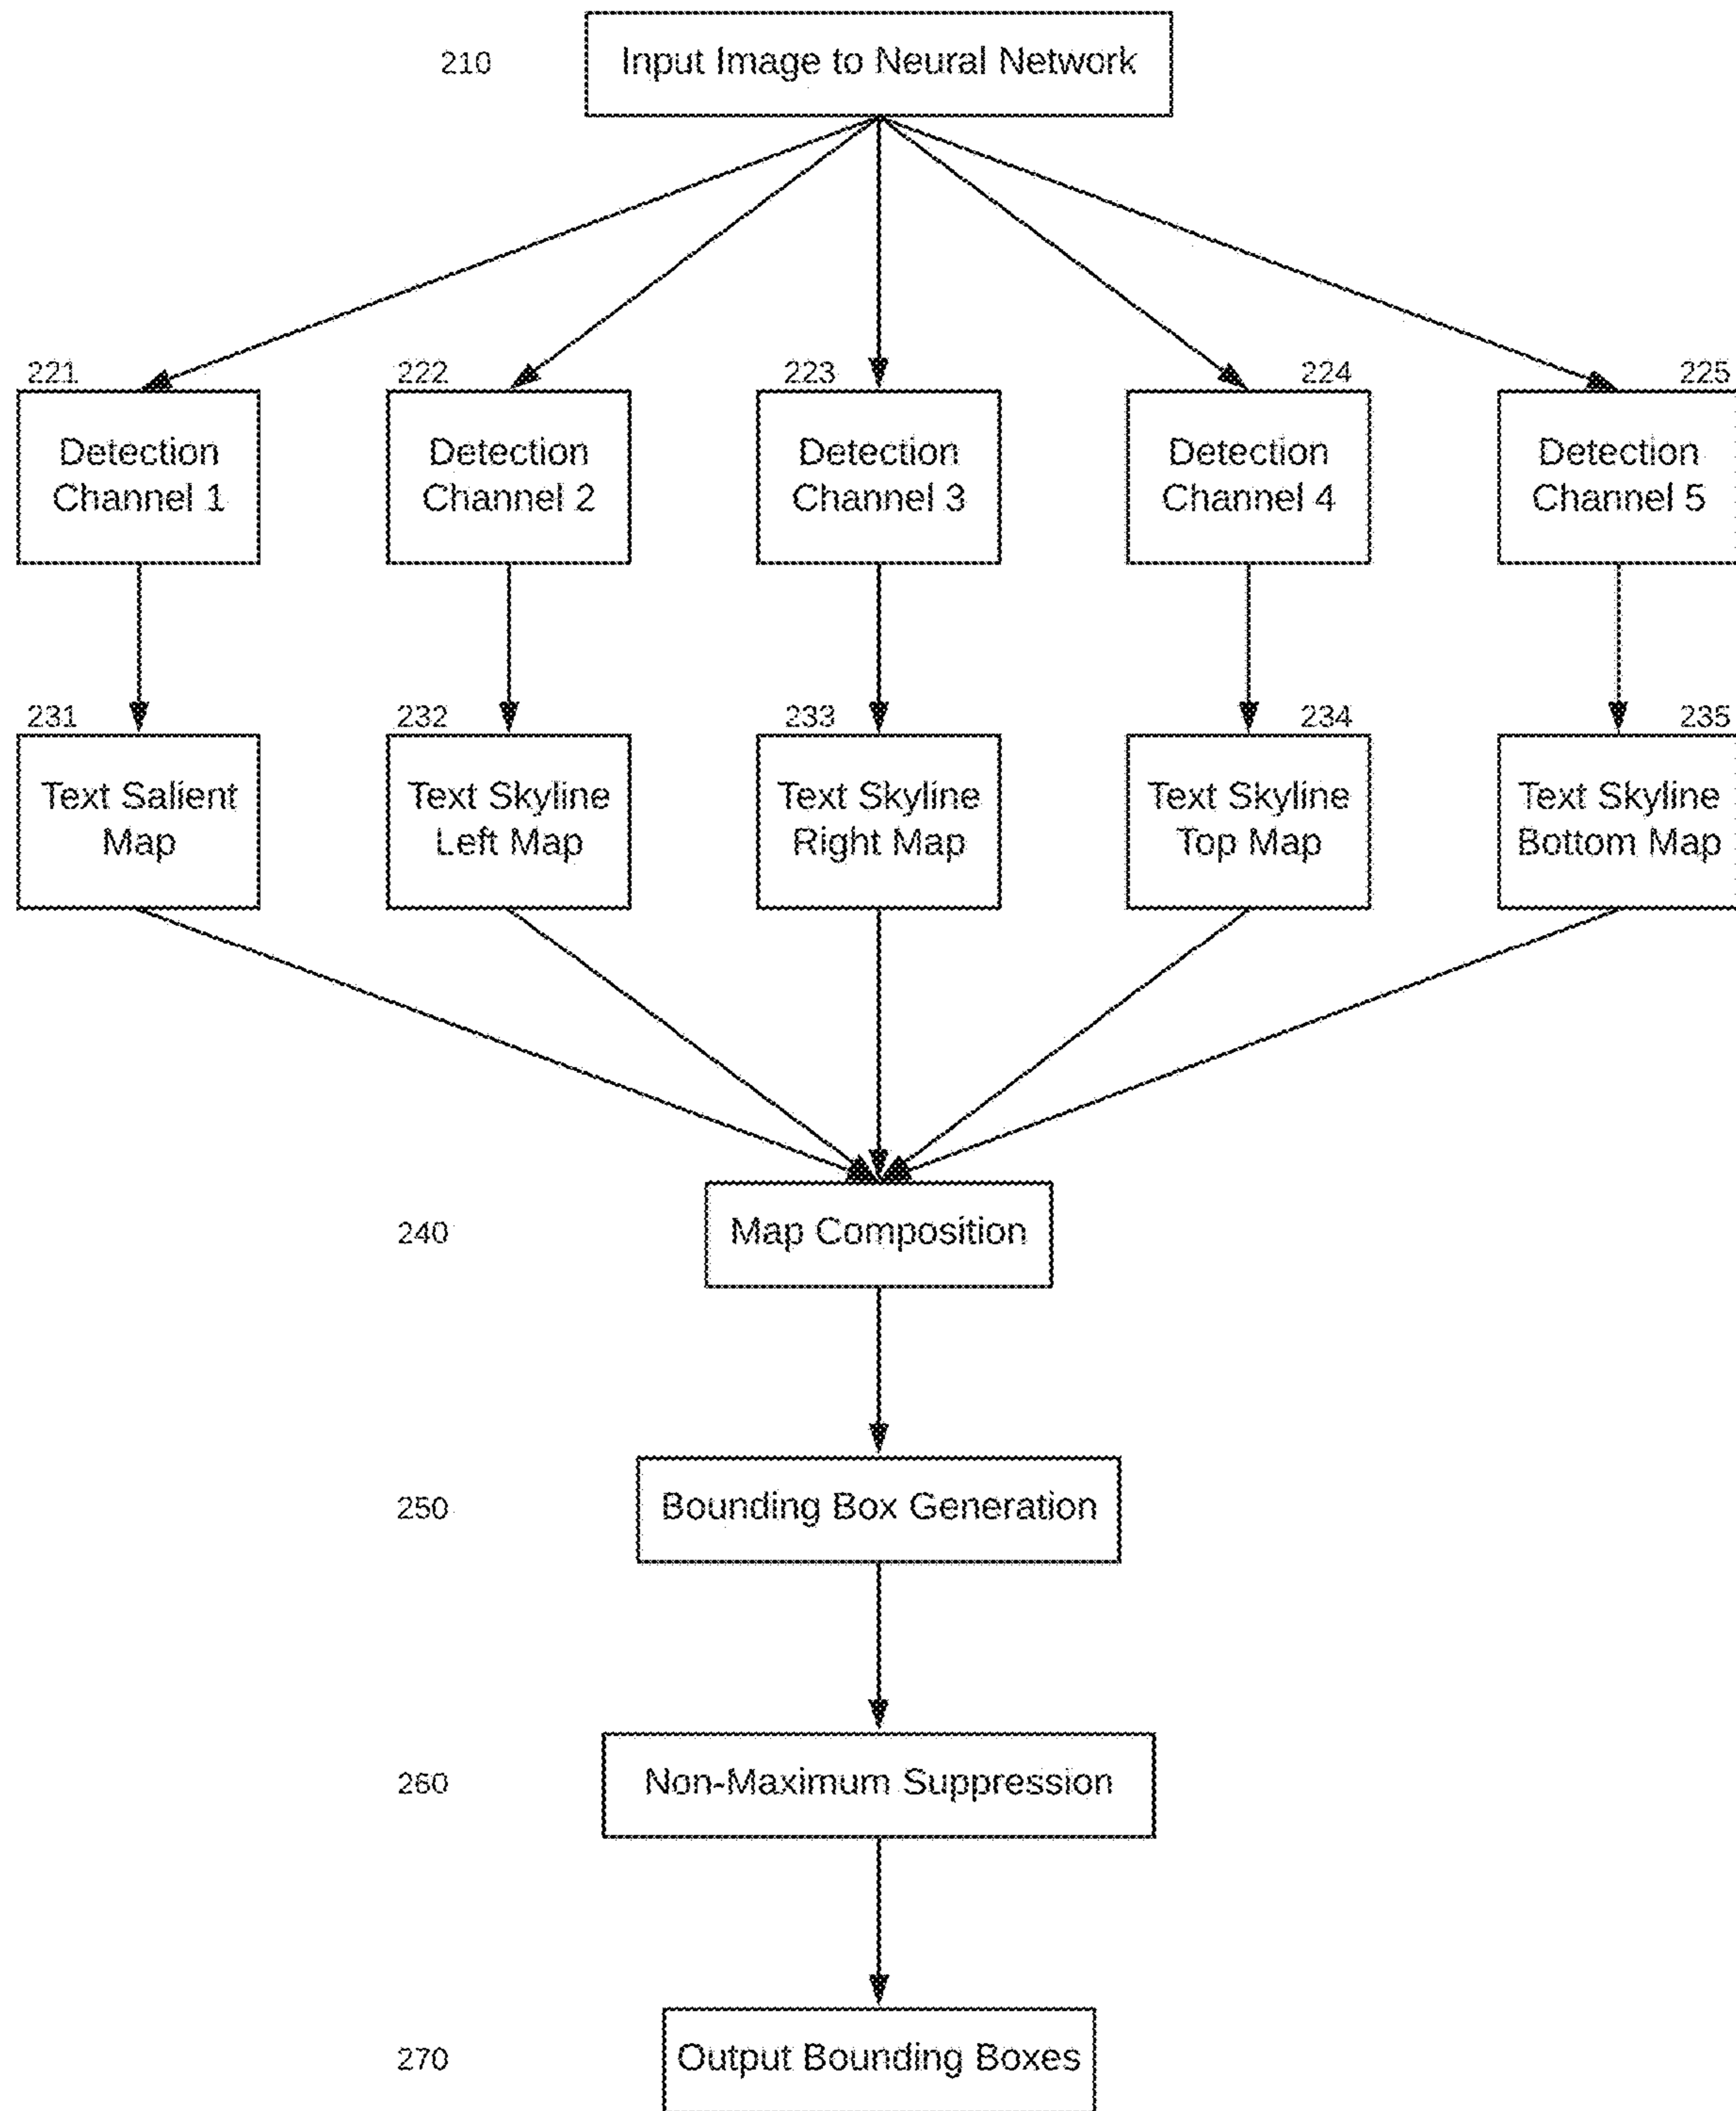 210
Input Image to Neural Network
221
222
223
224
225
Detection
Channel 1
Detection
Channel 2
Detection
Channel 3
Detection
Channel 4
Detection
Channel 5
231
232
233
234
235
Text Salient
Map
Text Skyline
Left Map
Text Skyline
Right Map
Text Skyline
Top Map
Text Skyline
Bottom Map
240
Map Composition
250
Bounding Box Generation
260
Non-Maximum Suppression
270
Output Bounding Boxes